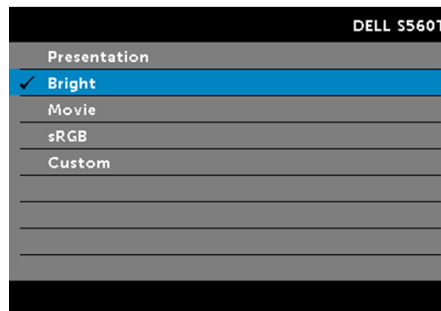 DELL S560T
Presentation
Bright
Movie
sRGB
Custom